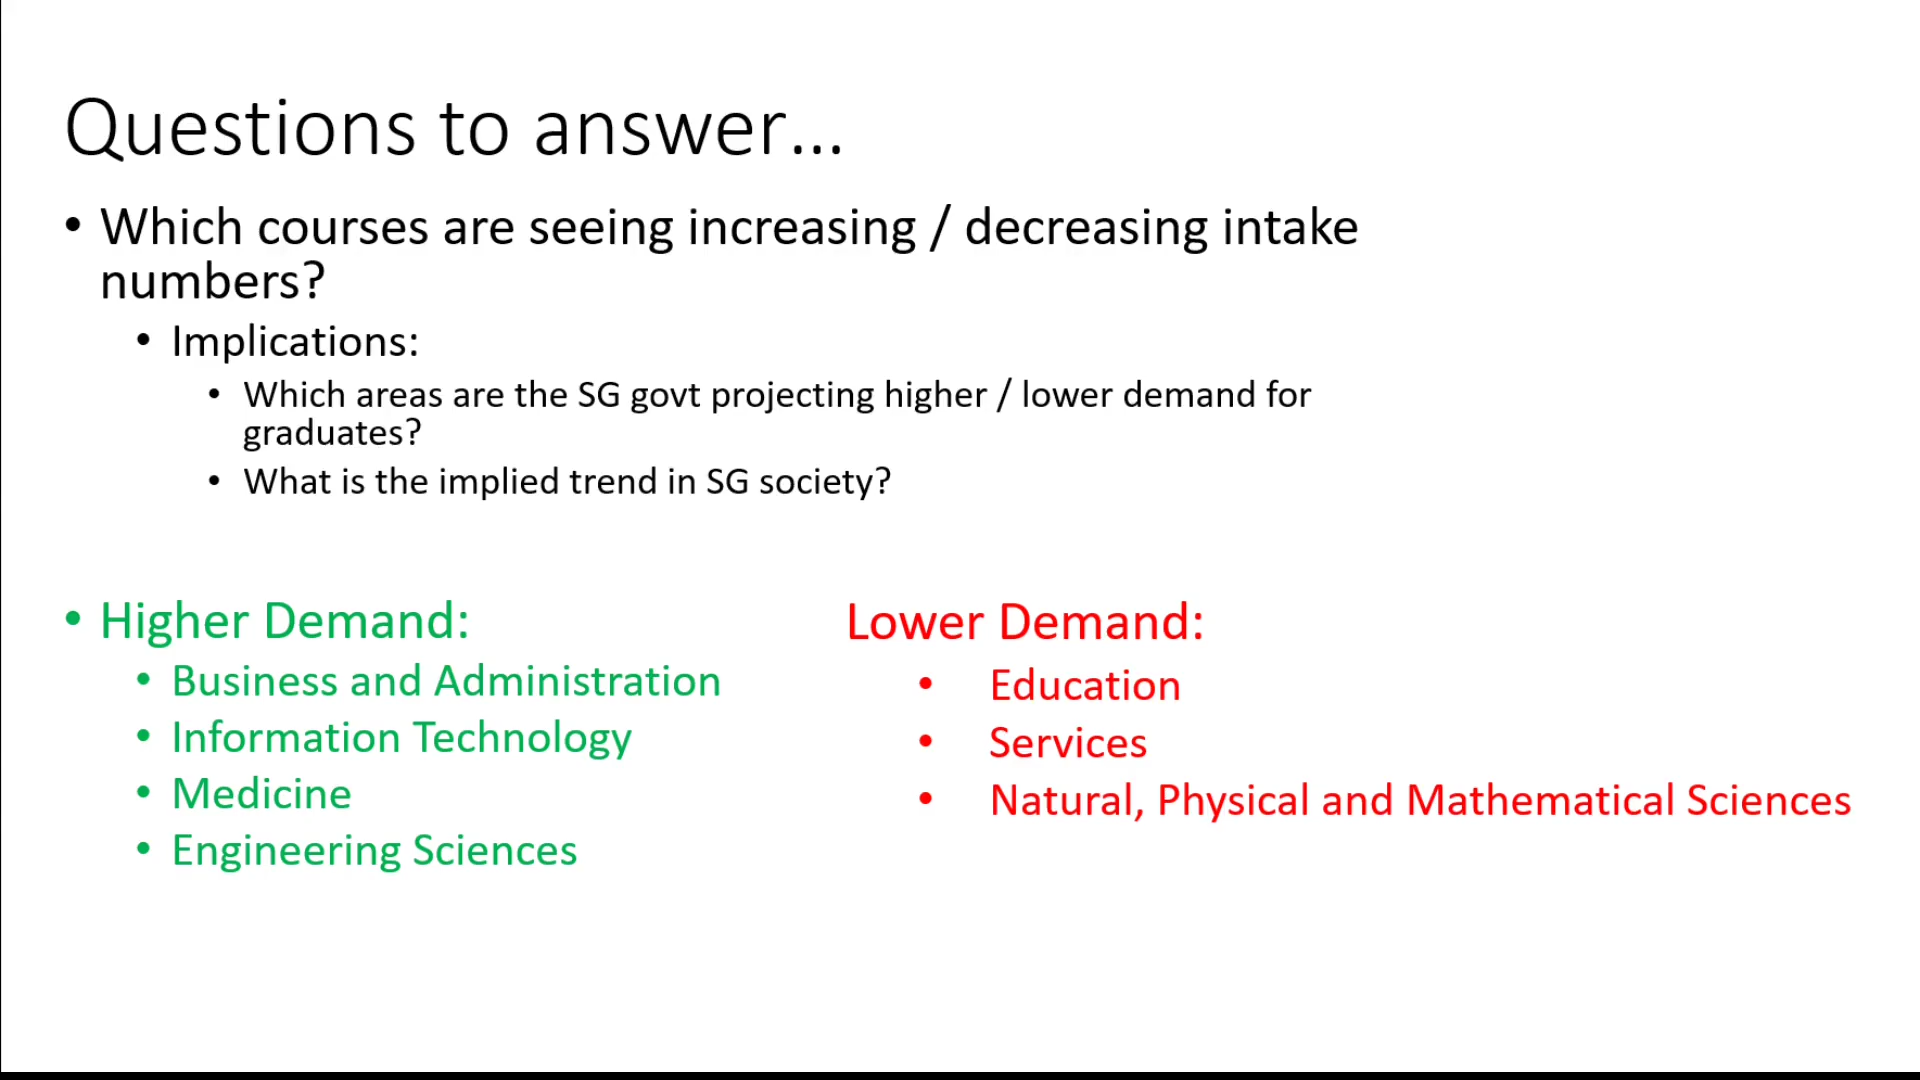 Questions to answer...
• Which courses are seeing increasing / decreasing intake
numbers?
• Implications:
• Which areas are the SG govt projecting higher / lower demand for
graduates?
• What is the implied trend in SG society?
• Higher Demand:
• Business and Administration
• Information Technology
• Medicine
• Engineering Sciences
Lower Demand:
• Education
• Services
• Natural, Physical and Mathematical Sciences